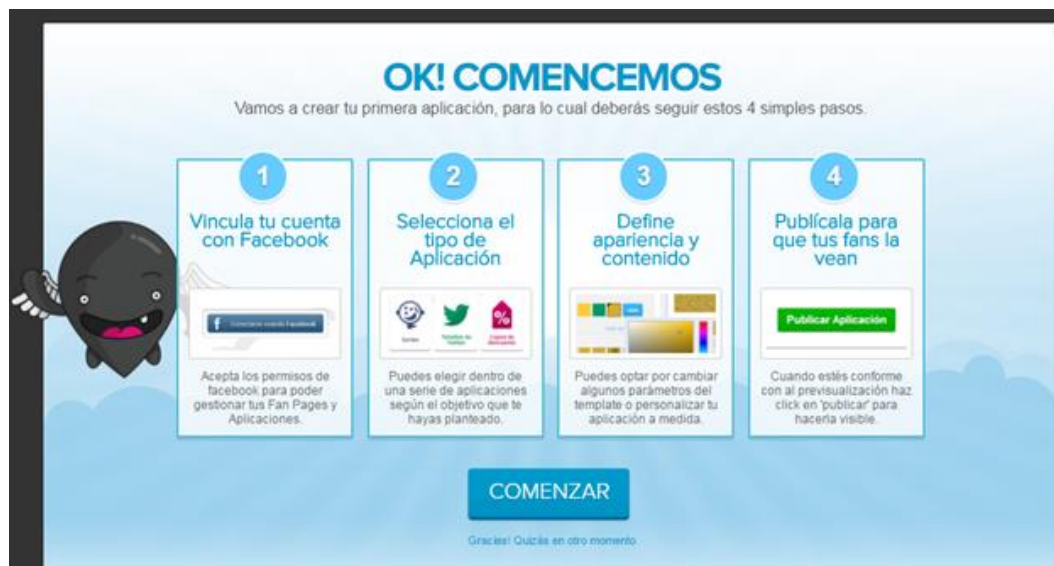 OK! COMENCEMOS
Vamos a crear tu primera aplicación, para lo cual deberás seguir estos 4 simples pasos.
1
Vincula tu cuenta
con Facebook
f Conectarse usando Facebook
Acepta los permisos de
facebook para poder
gestionar tus Fan Pages y
Aplicaciones.
2
Selecciona el
tipo de
Aplicación
%
Puedes elegir dentro de
una serie de aplicaciones
según el objetivo que te
hayas planteado.
3
Define
apariencia y
contenido
Puedes optar por cambiar
algunos parámetros del
template o personalizar tu
aplicación a medida.
4
Publícala para
que tus fans la
vean
Publicar Aplicación
Cuando estés conforme
con al previsualización haz
click en 'publicar' para
hacerla visible.
COMENZAR
Gracias! Quizás en otro momento